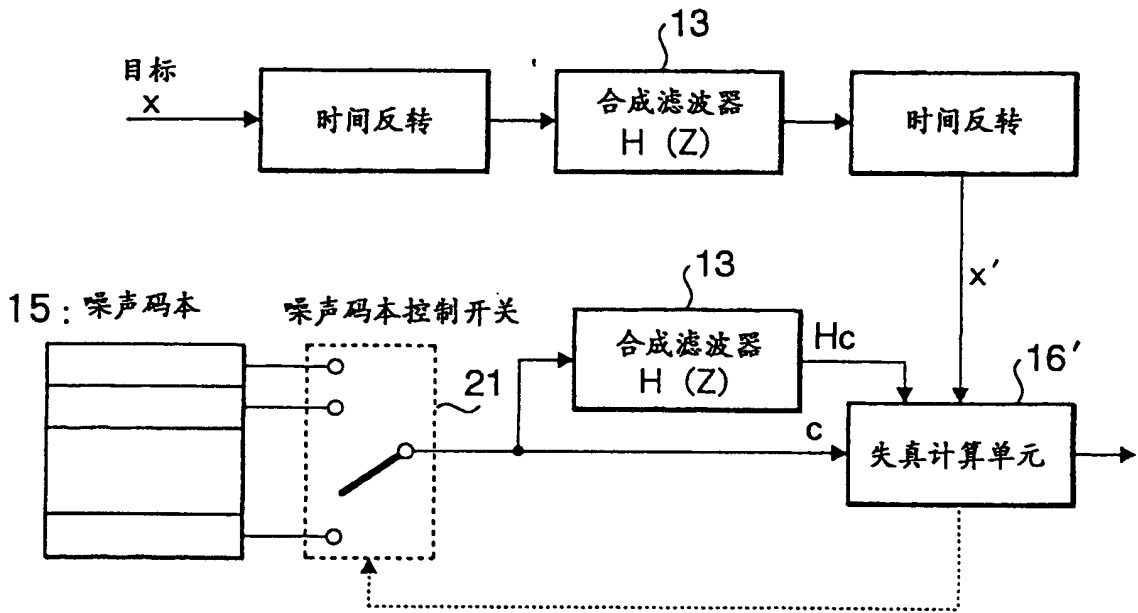 目标
x
时间反转
13
合成滤波器
H (Z)
时间反转
x′
15：噪声码本
噪声码本控制开关
21
13
合成滤波器
H (Z)
Hc
c
16′
失真计算单元